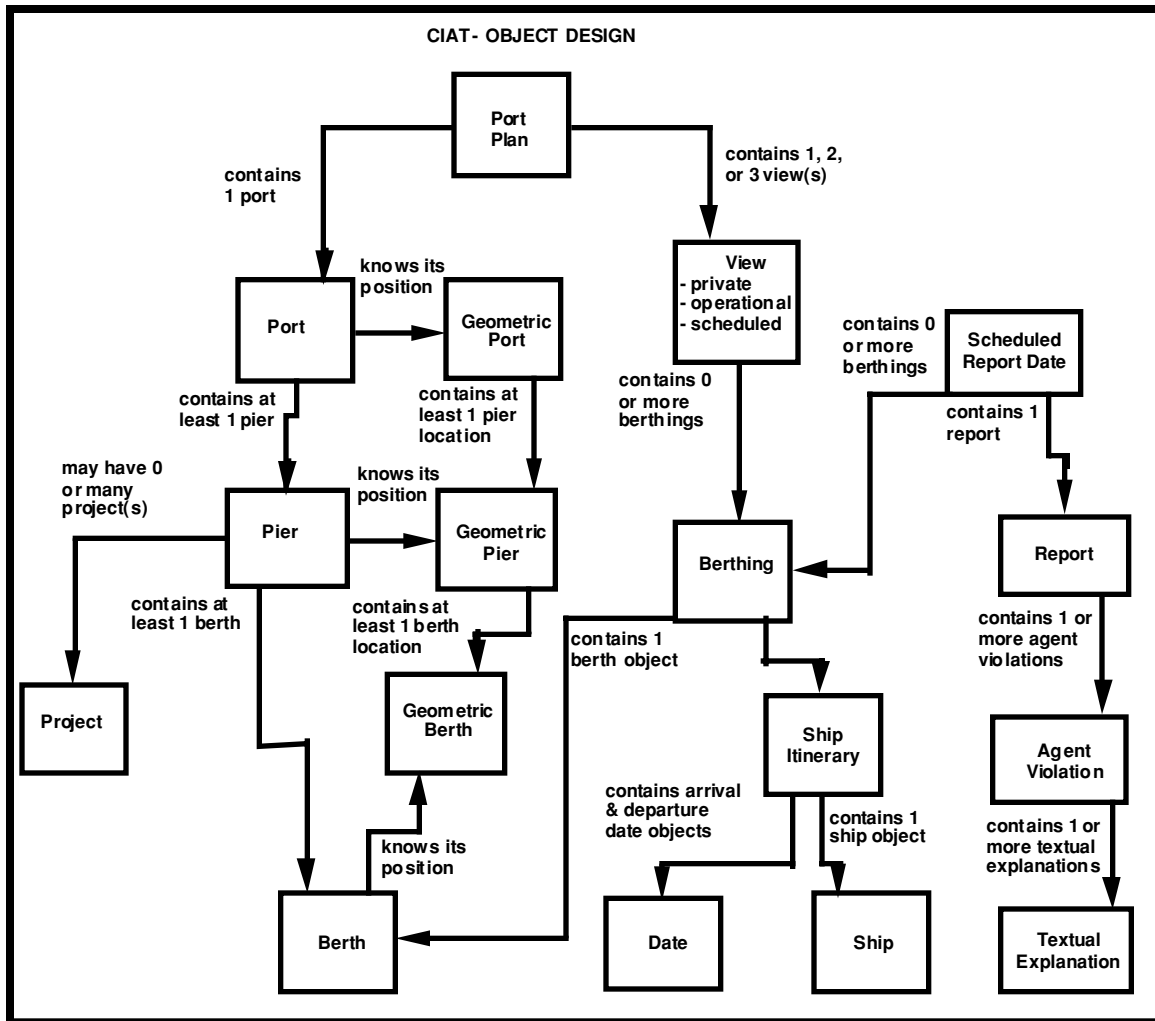 CIAT- OBJECT DESIGN
Port
Plan
contains
1 port
contains 1, 2,
or 3 view(s)
knows its
position
View
- private
- operational
- scheduled
Port
Geometric
Port
contains 0
or more
berthings
Scheduled
Report Date
contains at
least 1 pier
contains at
least 1 pier
location
contains 0
or more
berthings
contains 1
report
may have 0
or many
project(s)
knows its
position
Pier
Geometric
Pier
Berthing
Report
contains at
least 1 berth
contains at
least 1 berth
location
contains 1
berth object
contains 1 or
more agent
violations
Project
Geometric
Berth
Ship
Itinerary
Agent
Violation
contains arrival
& departure
date objects
contains 1
ship object
contains 1 or
more textual
explanations
knows its
position
Berth
Date
Ship
Textual
Explanation